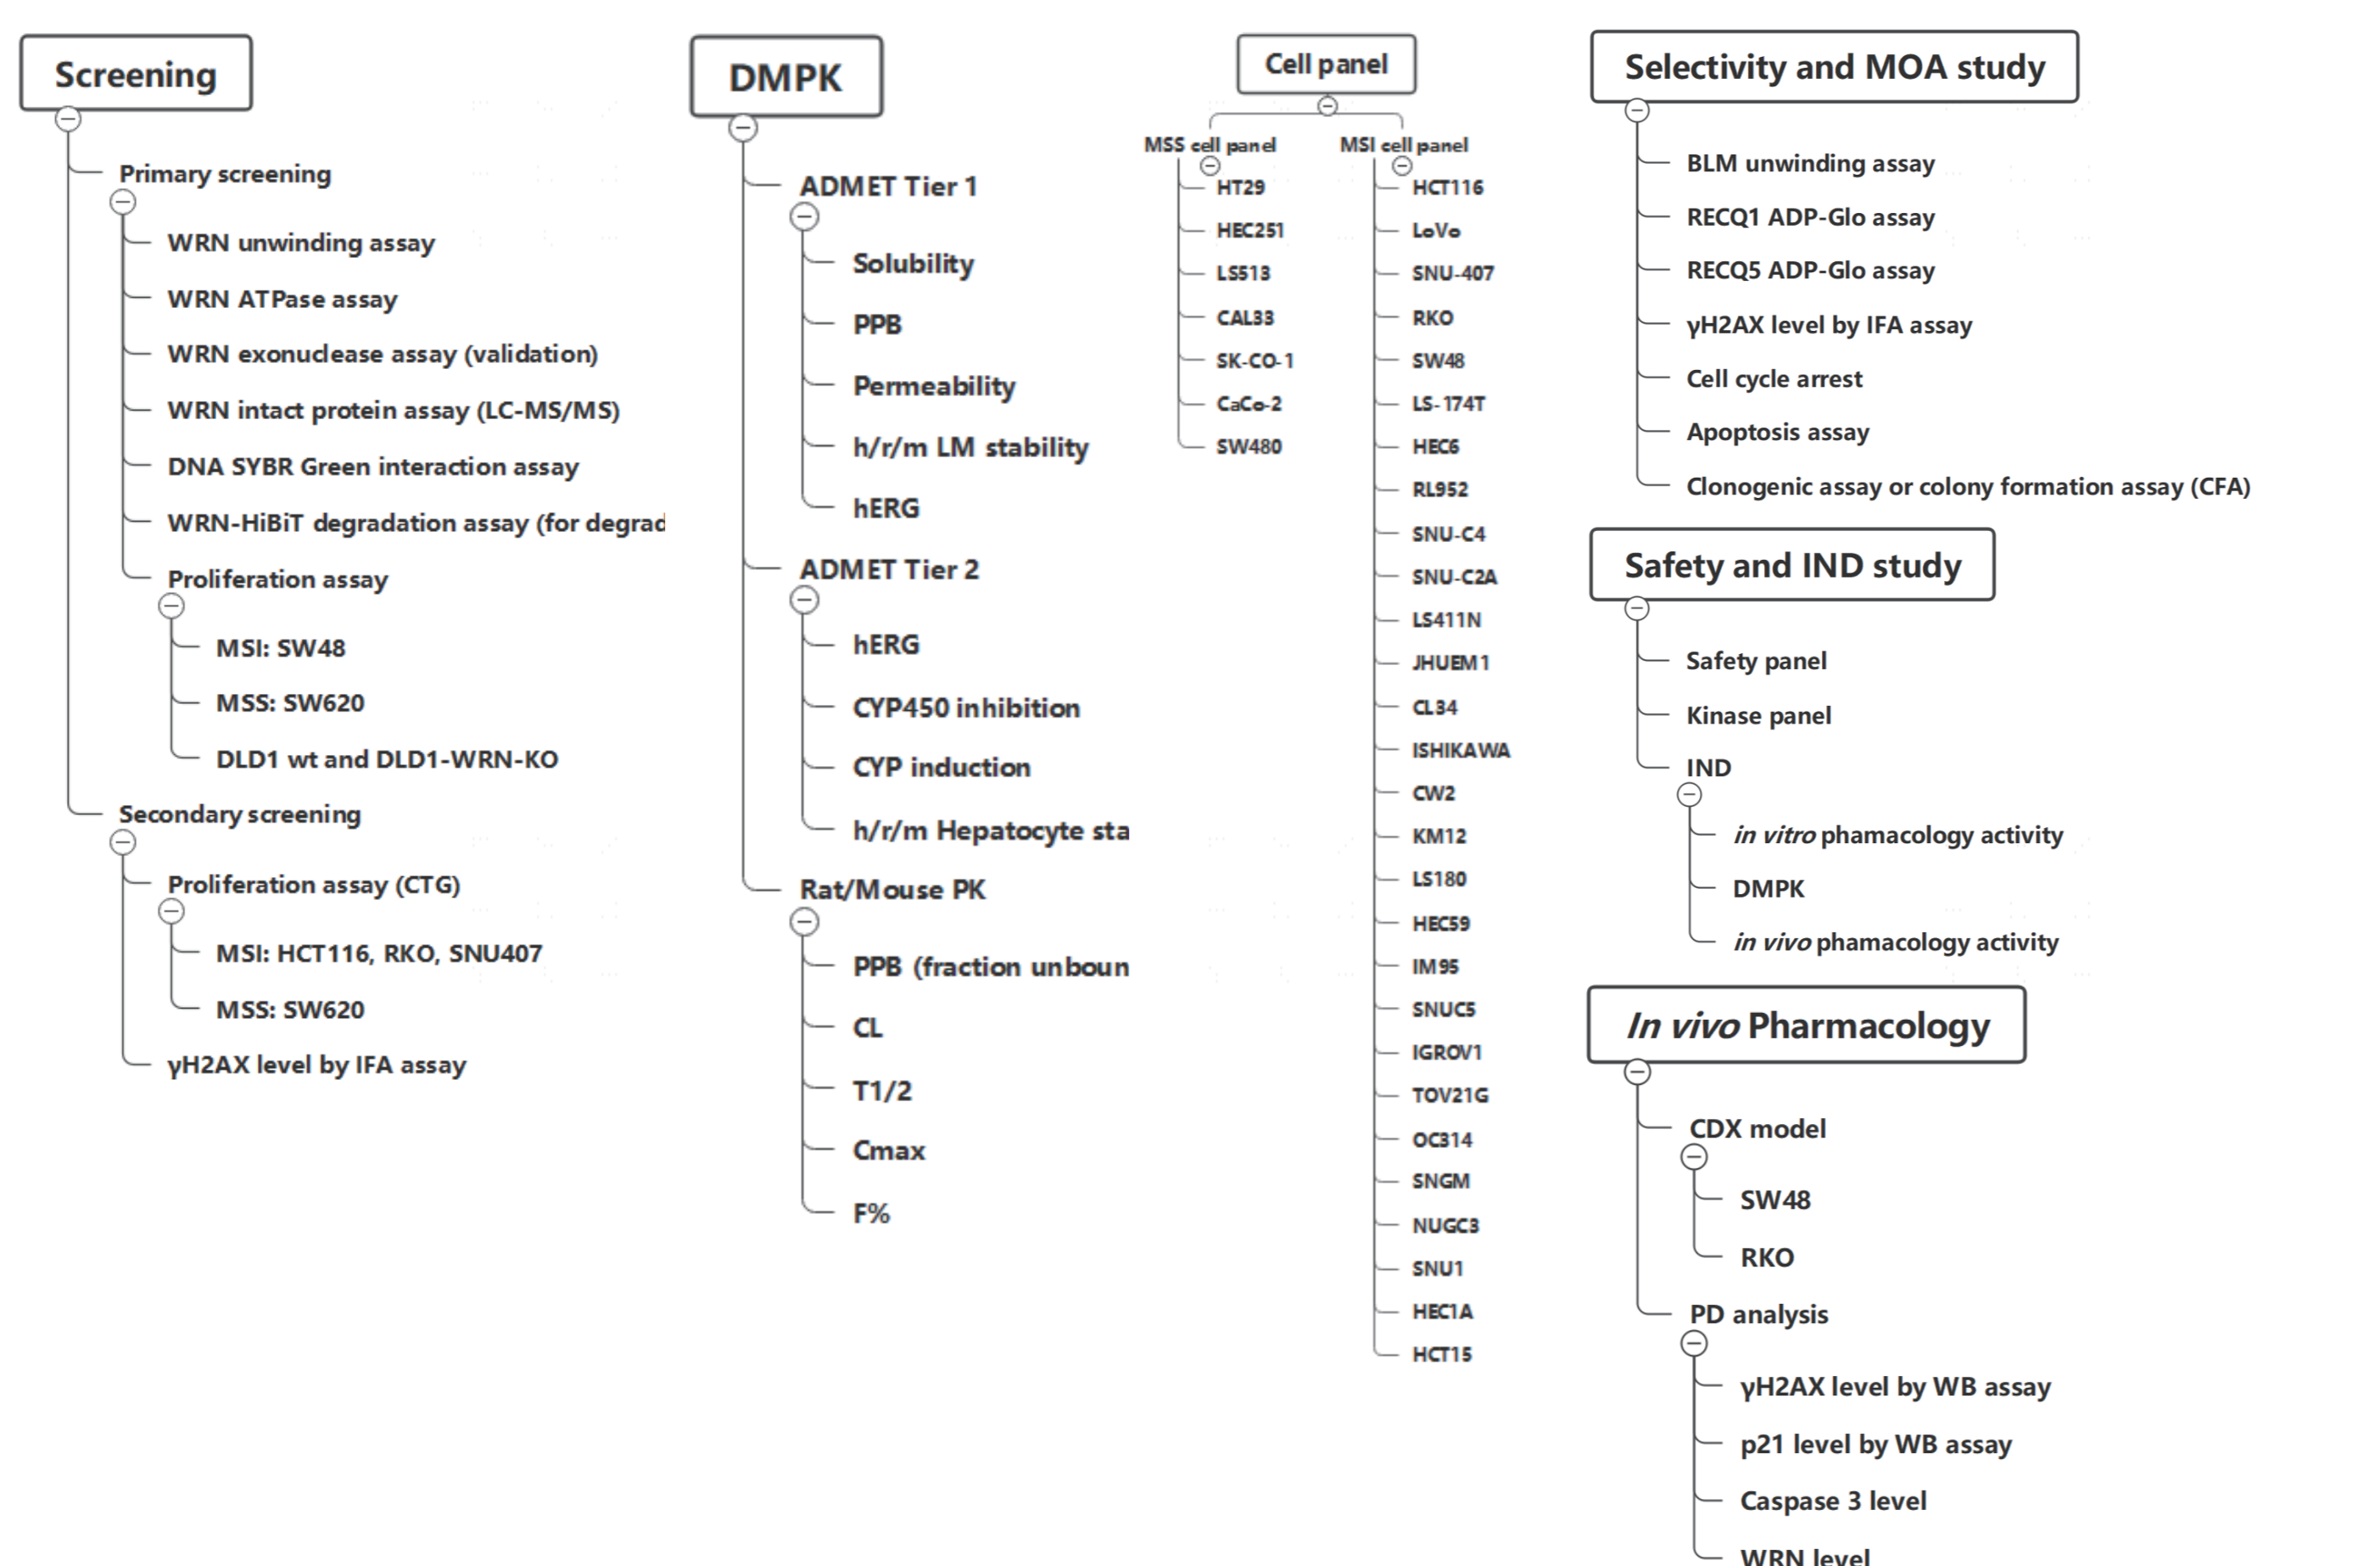 Screening
Primary screening
WRN unwinding assay
WRN ATPase assay
WRN exonuclease assay (validation)
WRN intact protein assay (LC-MS/MS)
DNA SYBR Green interaction assay
WRN-HiBiT degradation assay (for degrad
Proliferation assay
MSI: SW48
MSS: SW620
DLD1 wt and DLD1-WRN-KO
Secondary screening
Proliferation assay (CTG)
MSI: HCT116, RKO, SNU407
MSS: SW620
γH2AX level by IFA assay
DMPK
ADMET Tier 1
Solubility
PPB
Permeability
h/r/m LM stability
hERG
ADMET Tier 2
hERG
CYP450 inhibition
CYP induction
h/r/m Hepatocyte sta
Rat/Mouse PK
PPB (fraction unboun
CL
T1/2
Cmax
F%
Cell panel
MSS cell panel
HT29
HEC251
LS513
CAL33
SK-CO-1
CaCo-2
SW480
MSI cell panel
HCT116
LoVo
SNU-407
RKO
SW48
LS-174T
HEC6
RL952
SNU-C4
SNU-C2A
LS411N
JHUEM1
CL34
ISHIKAWA
CW2
KM12
LS180
HEC59
IM95
SNUC5
IGROV1
TOV21G
OC314
SNGM
NUGC3
SNU1
HEC1A
HCT15
Selectivity and MOA study
BLM unwinding assay
RECQ1 ADP-Glo assay
RECQ5 ADP-Glo assay
γH2AX level by IFA assay
Cell cycle arrest
Apoptosis assay
Clonogenic assay or colony formation assay (CFA)
Safety and IND study
Safety panel
Kinase panel
IND
in vitro phamacology activity
DMPK
in vivo phamacology activity
In vivo Pharmacology
CDX model
SW48
RKO
PD analysis
γH2AX level by WB assay
p21 level by WB assay
Caspase 3 level
WRN level